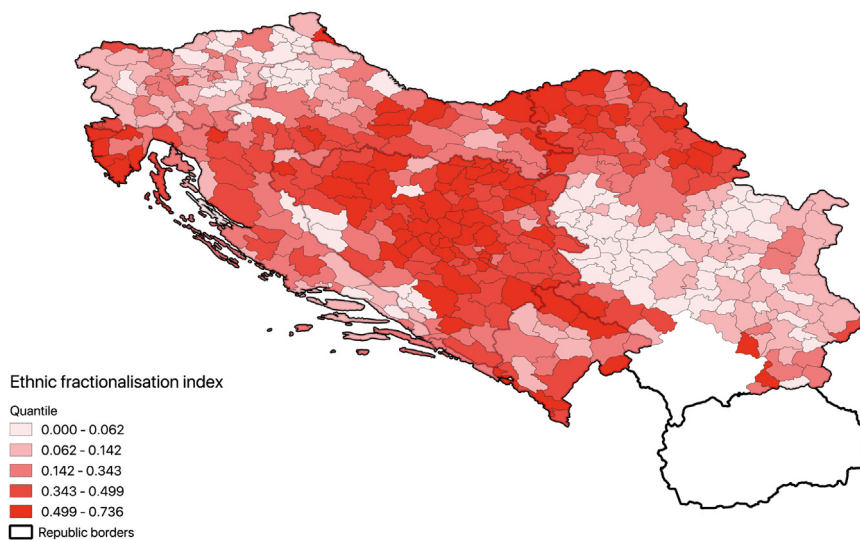 Ethnic fractionalisation index
Quantile
0.000 - 0.062
0.062 - 0.142
0.142 - 0.343
0.343 - 0.499
0.499 - 0.736
Republic borders